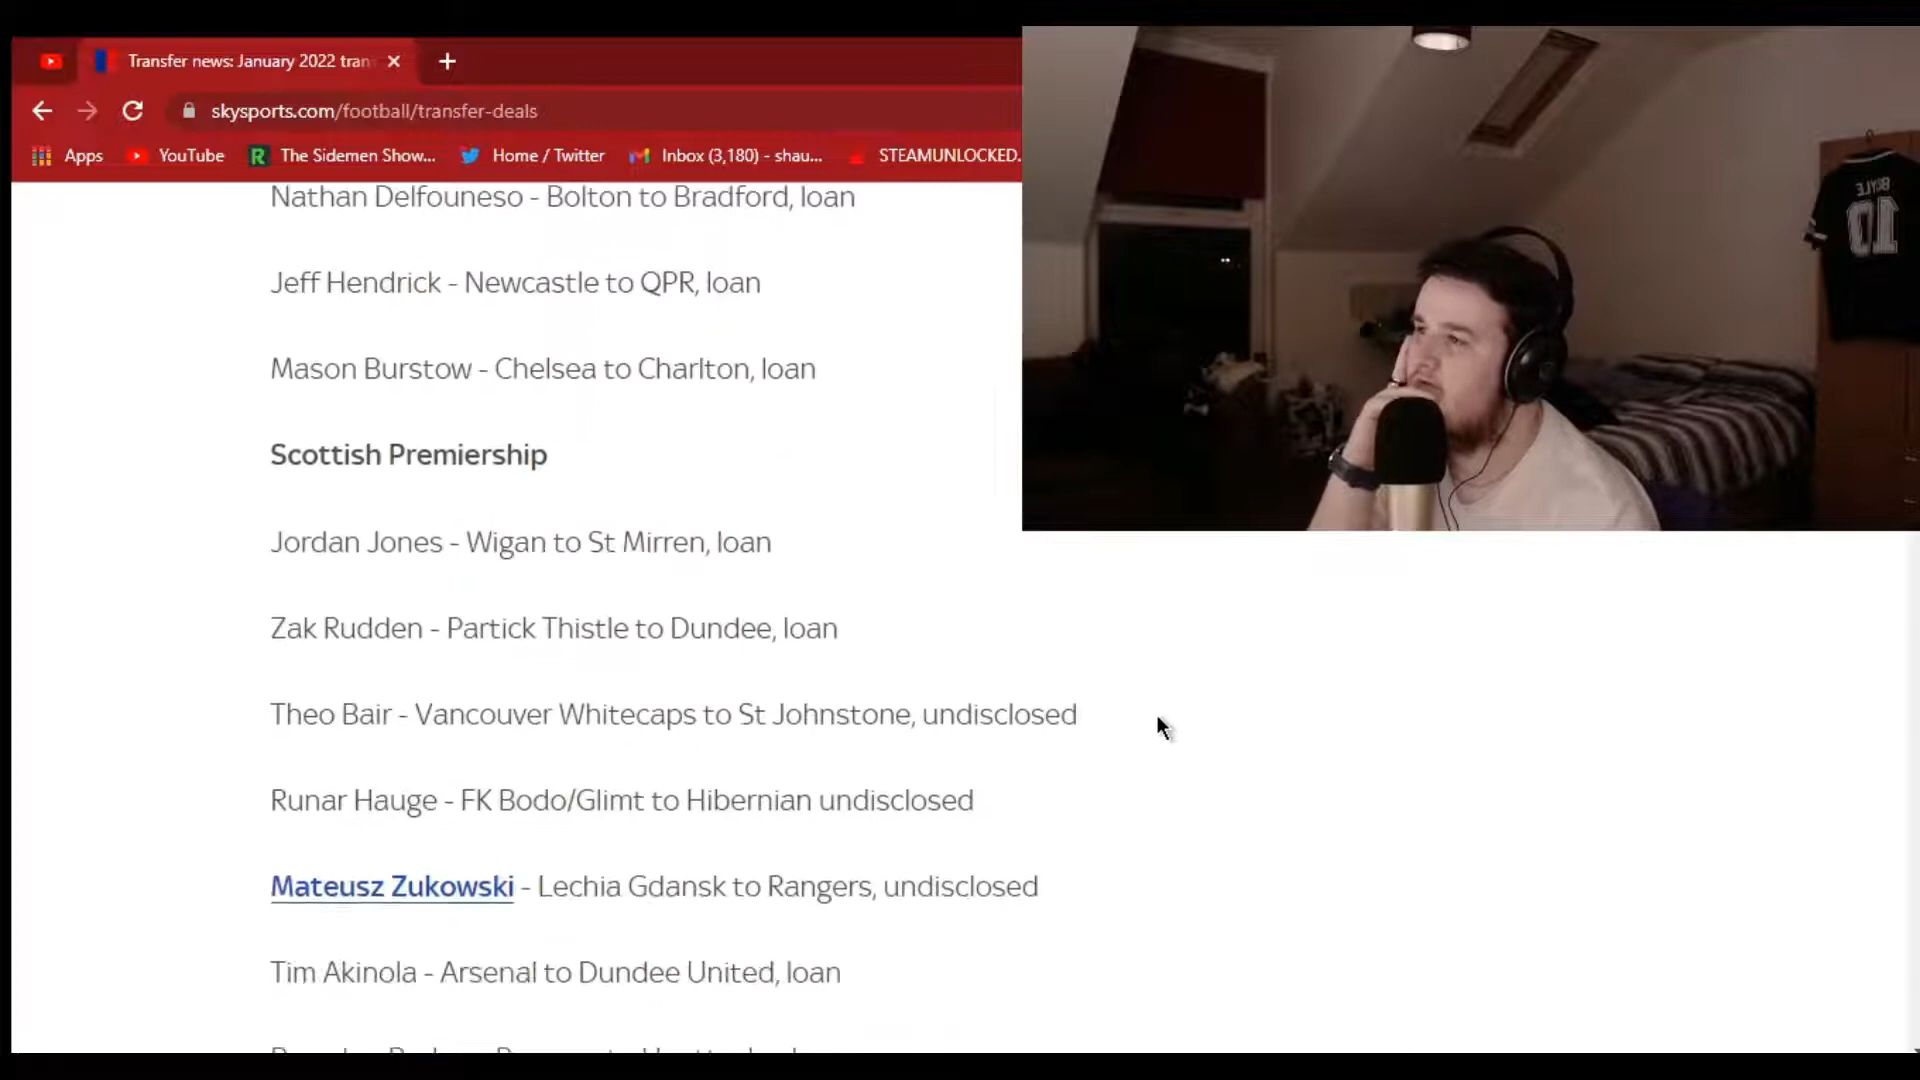 Transfer news: January 2022 tran
skysports.com/football/transfer-deals
Apps YouTube The Sidemen Show... Home / Twitter Inbox (3,180) - shau... STEAMUNLOCKED.
Nathan Delfouneso - Bolton to Bradford, loan
Jeff Hendrick - Newcastle to QPR, loan
Mason Burstow - Chelsea to Charlton, loan
Scottish Premiership
Jordan Jones - Wigan to St Mirren, loan
Zak Rudden - Partick Thistle to Dundee, loan
Theo Bair - Vancouver Whitecaps to St Johnstone, undisclosed
Runar Hauge - FK Bodo/Glimt to Hibernian undisclosed
Mateusz Zukowski - Lechia Gdansk to Rangers, undisclosed
Tim Akinola - Arsenal to Dundee United, loan
BOYLE
10